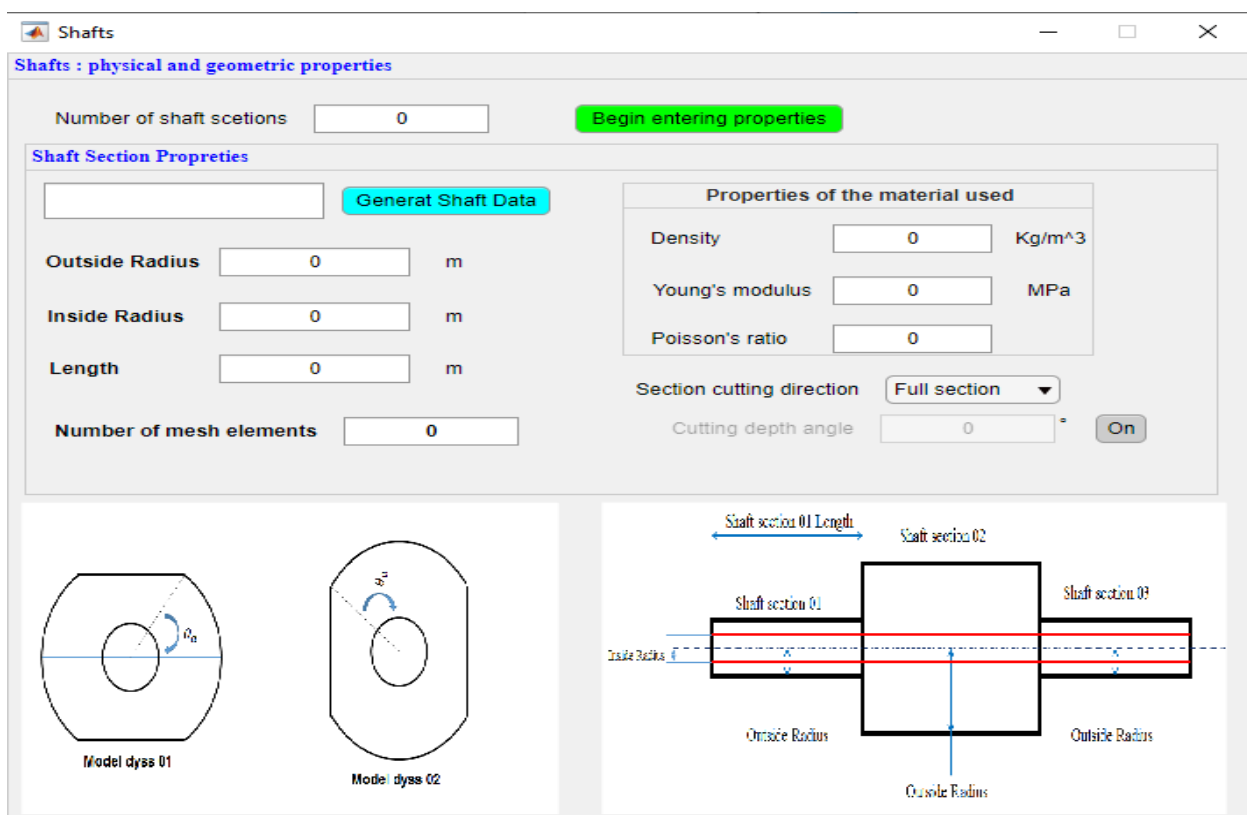 Shafts
Shafts : physical and geometric properties
Number of shaft scetions 0 Begin entering properties
Shaft Section Propreties
Generat Shaft Data
Outside Radius 0 m
Inside Radius 0 m
Length 0 m
Number of mesh elements 0
Properties of the material used
Density 0 Kg/m^3
Young's modulus 0 MPa
Poisson's ratio 0
Section cutting direction Full section
Cutting depth angle 0 ° On
Model dyss 01
Model dyss 02
Shaft section 01 Length
Shaft section 02
Shaft section 01
Shaft section 03
Inside Radius
Outside Radius
Outside Radius
Outside Radius